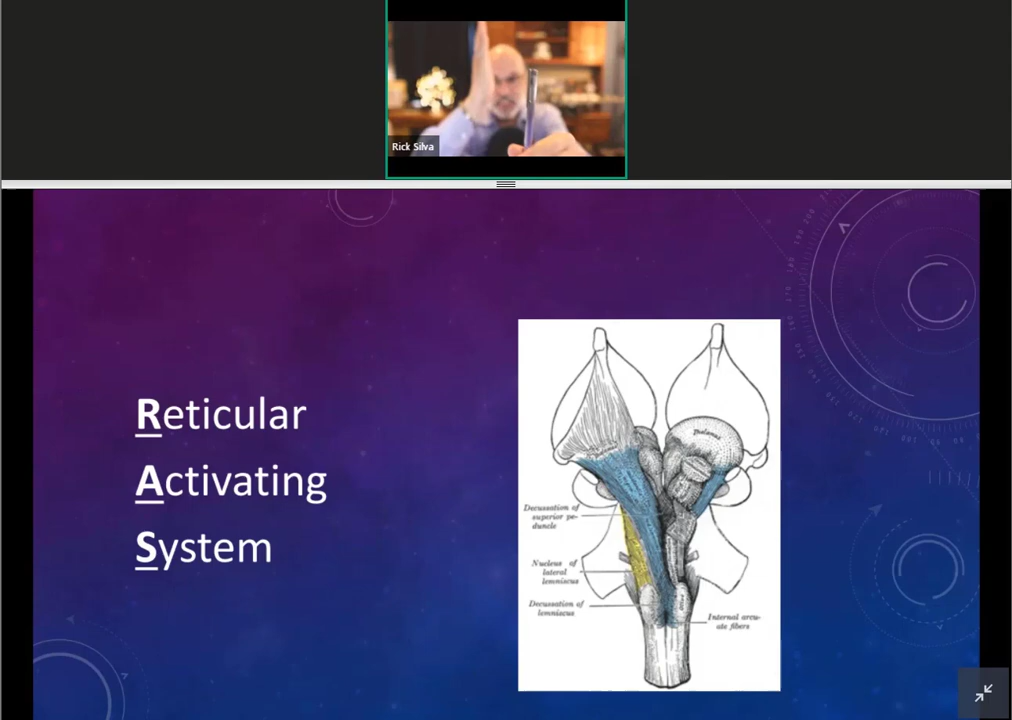 Rick Silva
Reticular
Activating
System
Thalamus
Decussation of
superior pe-
duncle
Nucleus of
lateral
lemniscus
Decussation of
lemniscus
Internal arcu-
ate fibers